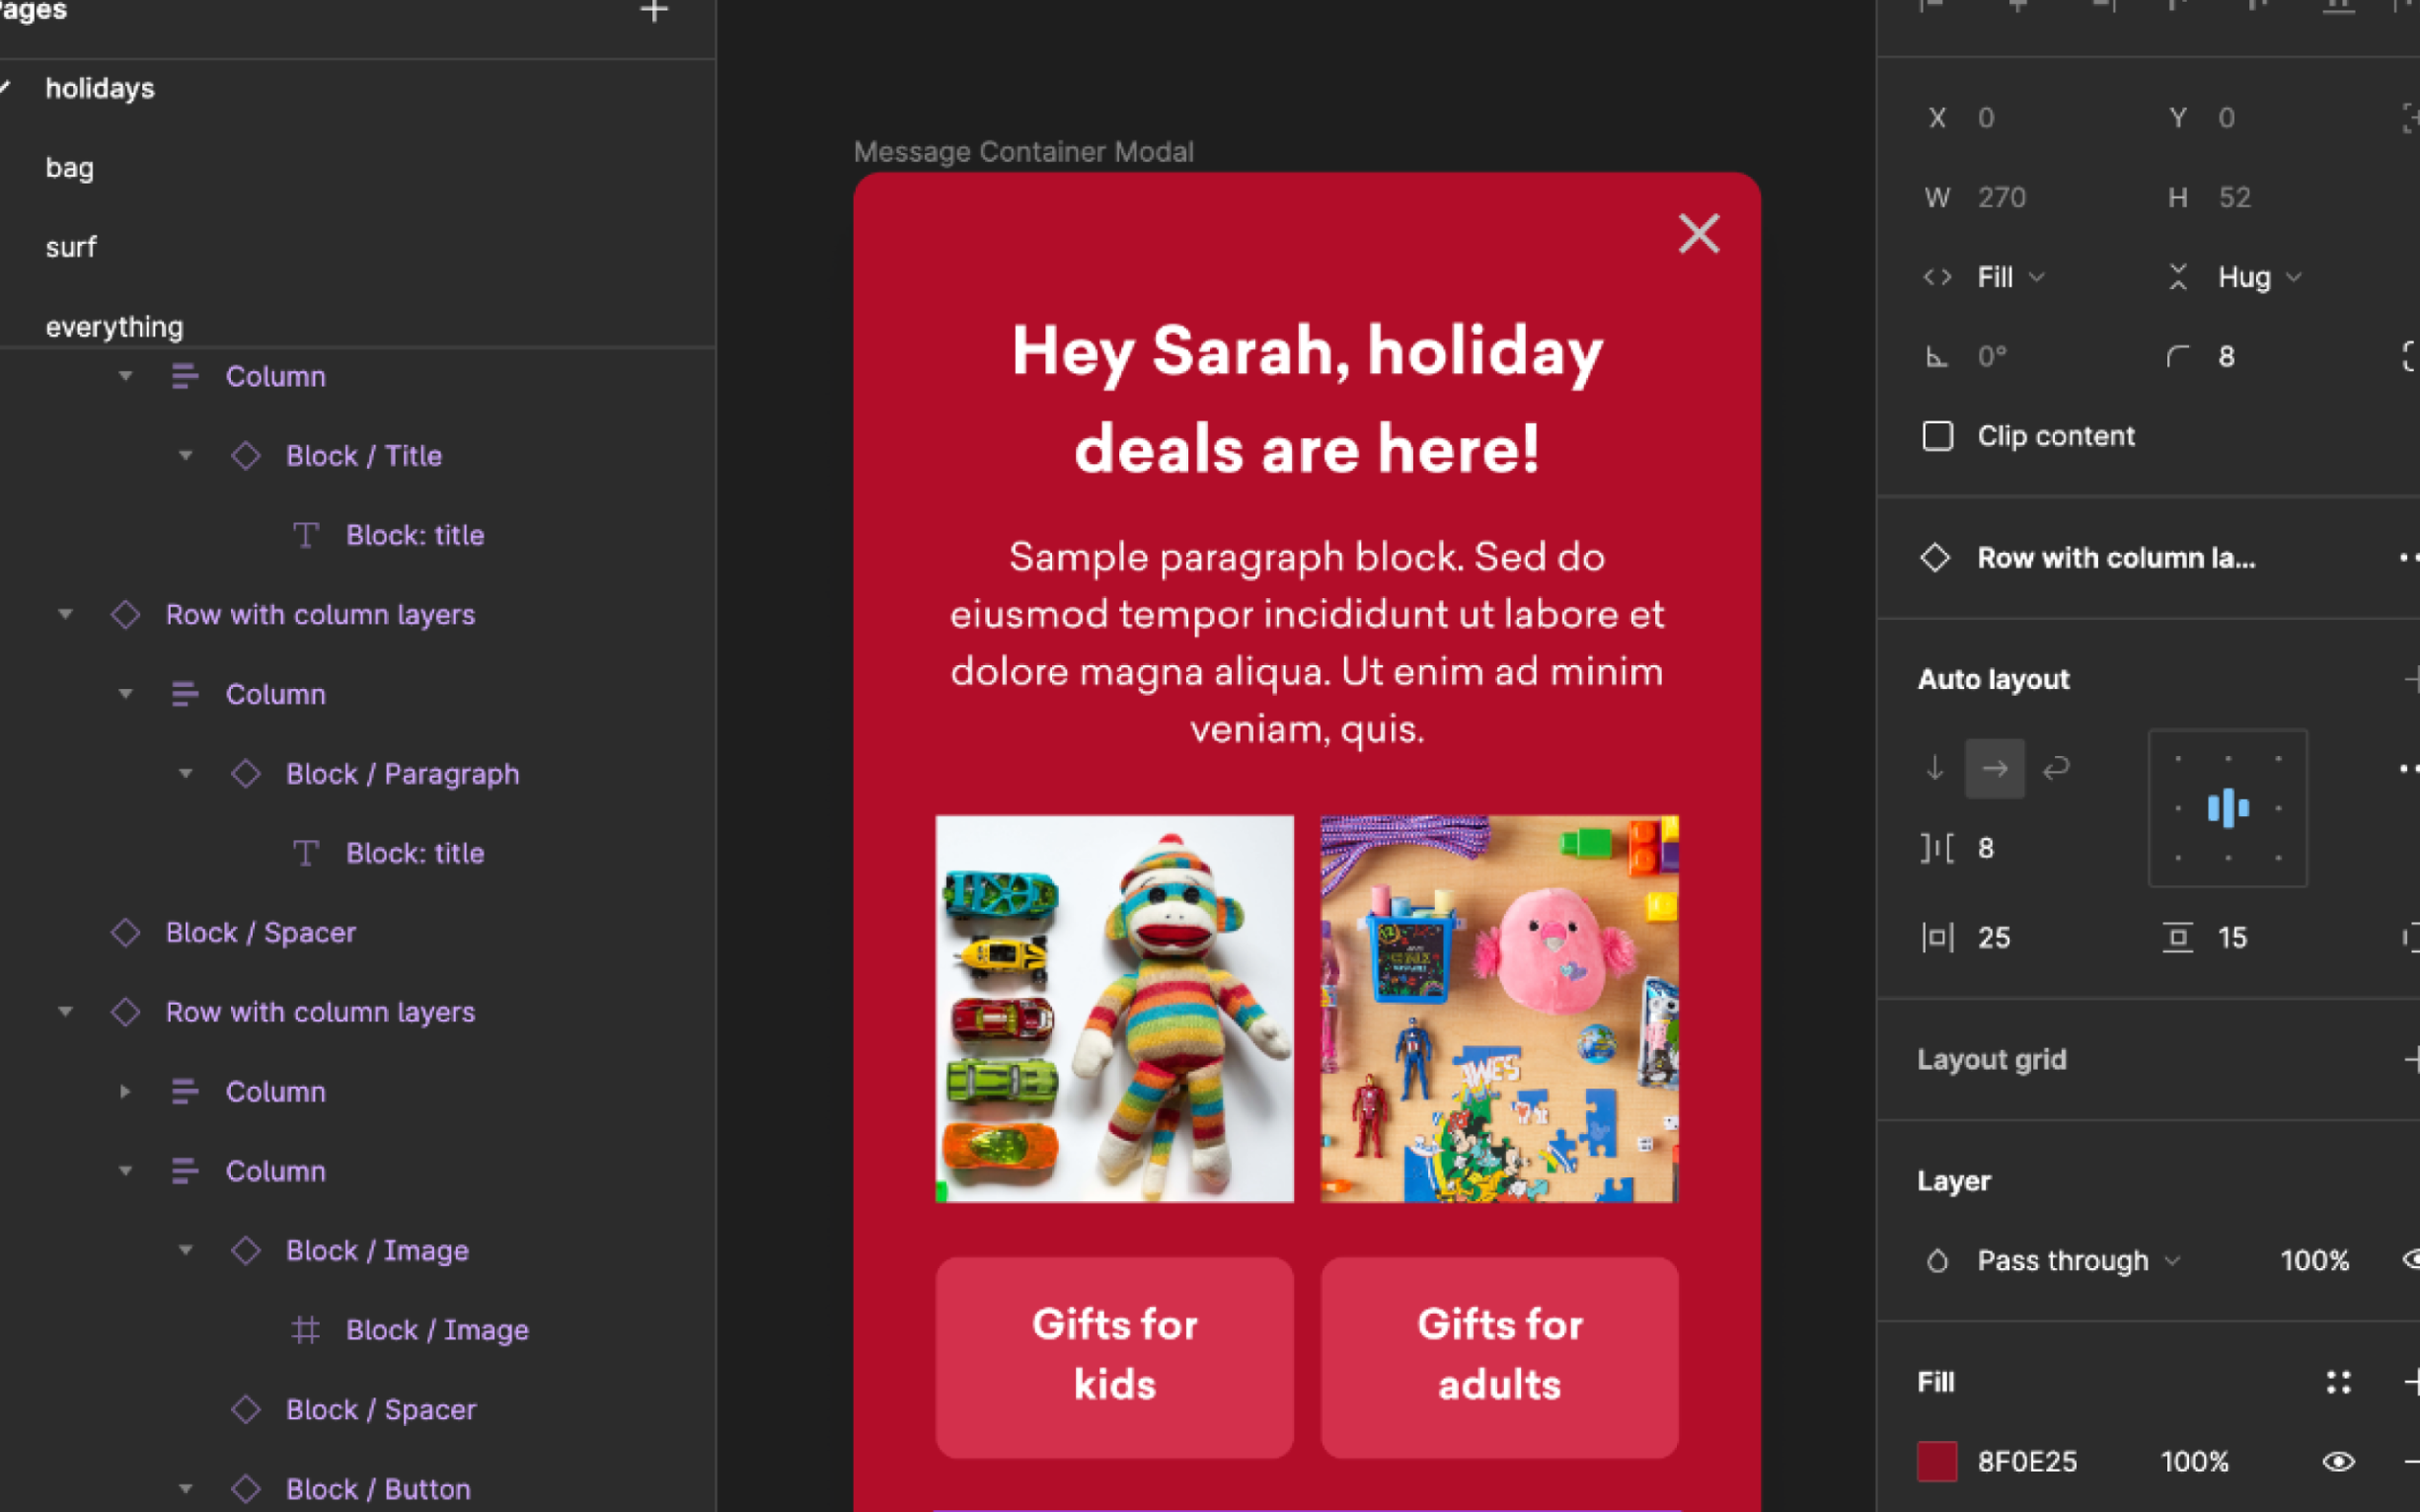 Pages
holidays
bag
surf
everything
Column
Block / Title
Block: title
Row with column layers
Column
Block / Paragraph
Block: title
Block / Spacer
Row with column layers
Column
Column
Block / Image
Block / Image
Block / Spacer
Block / Button
Message Container Modal
Hey Sarah, holiday
deals are here!
Sample paragraph block. Sed do
eiusmod tempor incididunt ut labore et
dolore magna aliqua. Ut enim ad minim
veniam, quis.
AWES
Gifts for
kids
Gifts for
adults
X 0 Y 0
W 270 H 52
Fill Hug
0° 8
Clip content
Row with column la...
Auto layout
8
25 15
Layout grid
Layer
Pass through 100%
Fill
8F0E25 100%